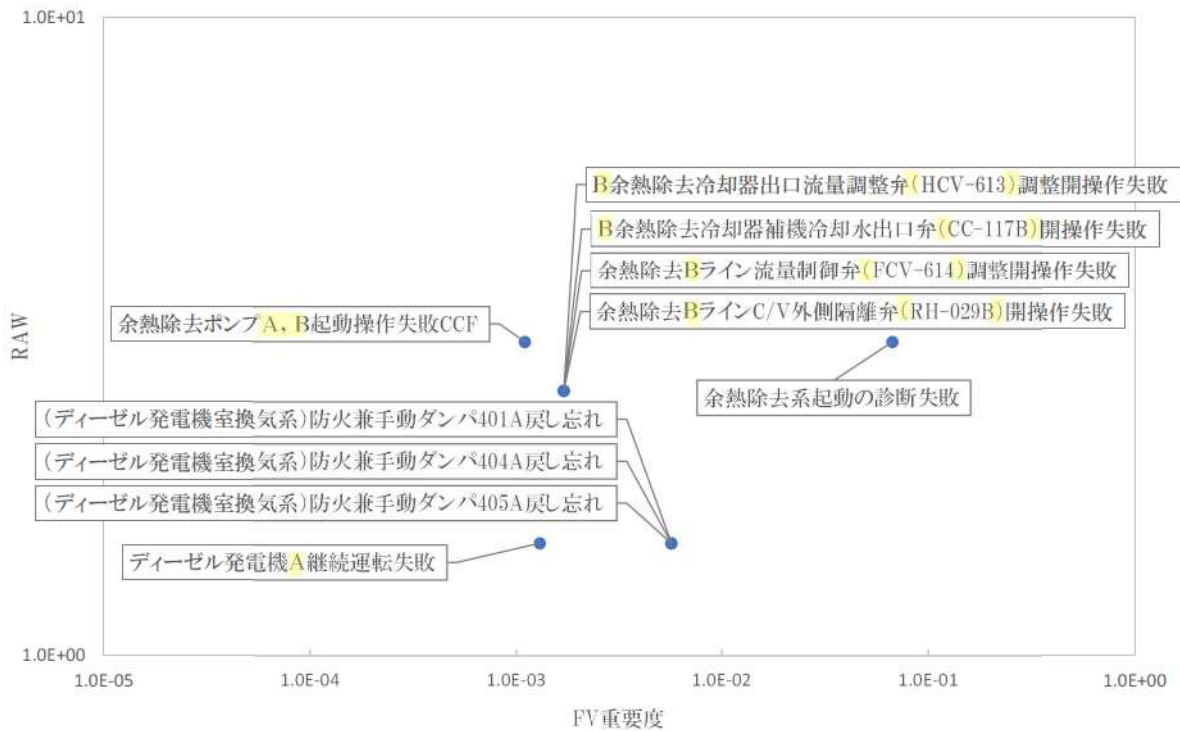 1.0E+01
B余熱除去冷却器出口流量調整弁(HCV-613)調整開操作失敗
B余熱除去冷却器補機冷却水出口弁(CC-117B)開操作失敗
余熱除去Bライン流量制御弁(FCV-614)調整開操作失敗
余熱除去BラインC/V外側隔離弁(RH-029B)開操作失敗
余熱除去ポンプA, B起動操作失敗CCF
RAW
余熱除去系起動の診断失敗
(ディーゼル発電機室換気系)防火兼手動ダンパ401A戻し忘れ
(ディーゼル発電機室換気系)防火兼手動ダンパ404A戻し忘れ
(ディーゼル発電機室換気系)防火兼手動ダンパ405A戻し忘れ
ディーゼル発電機A継続運転失敗
1.0E+00
1.0E-05 1.0E-04 1.0E-03 1.0E-02 1.0E-01 1.0E+00
FV重要度